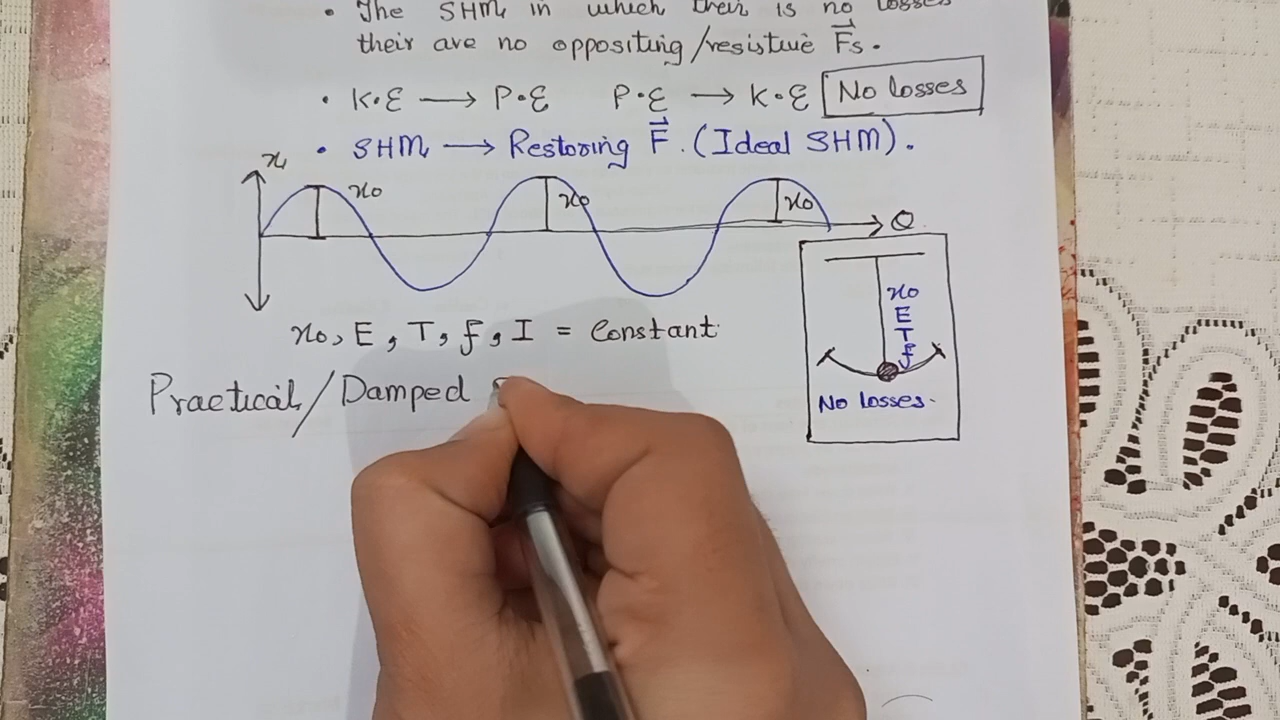 • The SHM in which their is no losses
their are no oppositing/resistive F⃗s.
• K·E → P·E P·E → K·E No losses
• SHM → Restoring F⃗. (Ideal SHM).
x
xo xo xo
θ
xo
E
T
f
No losses.
xo, E, T, f, I = Constant
Practical/Damped S